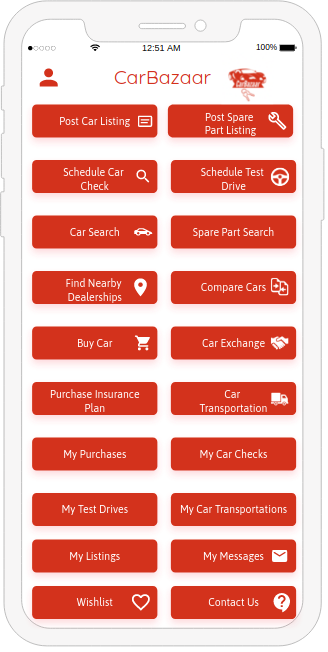 12:51 AM
100%
CarBazaar
CarBazaar
Post Car Listing
Post Spare
Part Listing
Schedule Car
Check
Schedule Test
Drive
Car Search
Spare Part Search
Find Nearby
Dealerships
Compare Cars
Buy Car
Car Exchange
Purchase Insurance
Plan
Car
Transportation
My Purchases
My Car Checks
My Test Drives
My Car Transportations
My Listings
My Messages
Wishlist
Contact Us